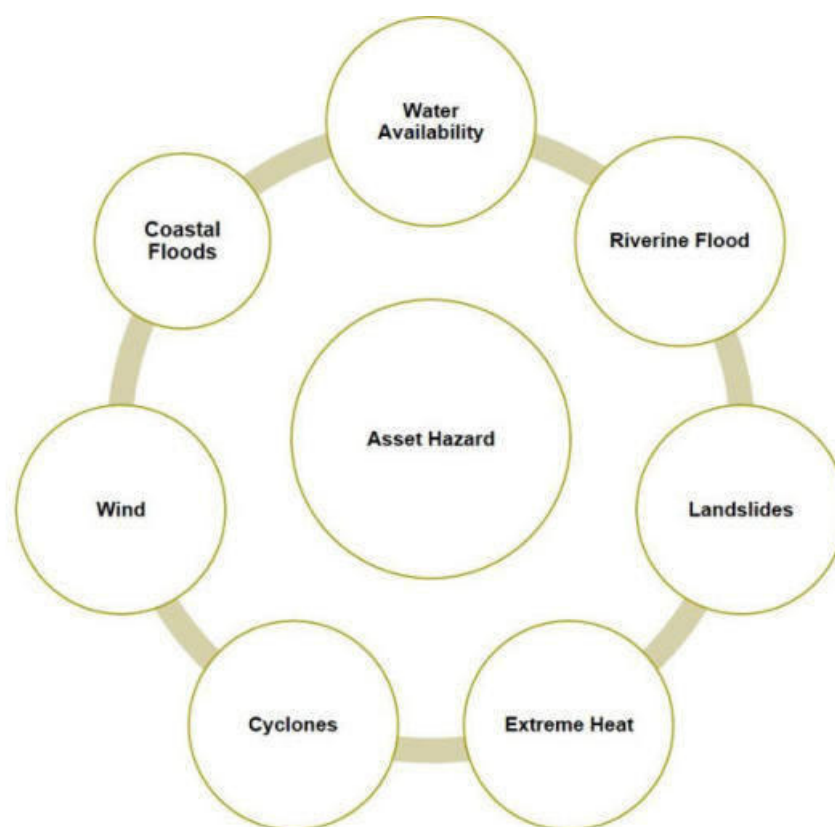 Water
Availability
Riverine Flood
Landslides
Extreme Heat
Cyclones
Wind
Coastal
Floods
Asset Hazard